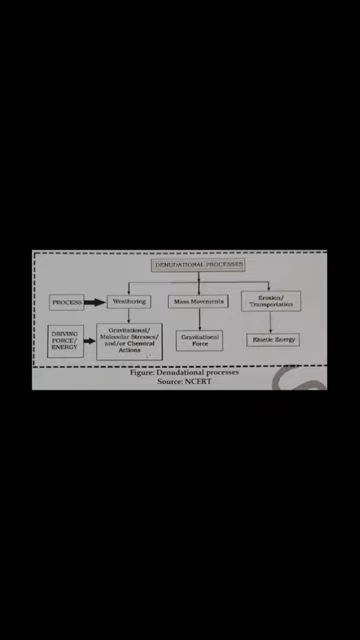 DENUDATIONAL PROCESSES
PROCESS
Weathering
Mass Movements
Erosion/
Transportation
DRIVING
FORCE/
ENERGY
Gravitational/
Molecular Stresses/
and/or Chemical
Actions
Gravitational
Force
Kinetic Energy
Figure: Denudational processes
Source: NCERT